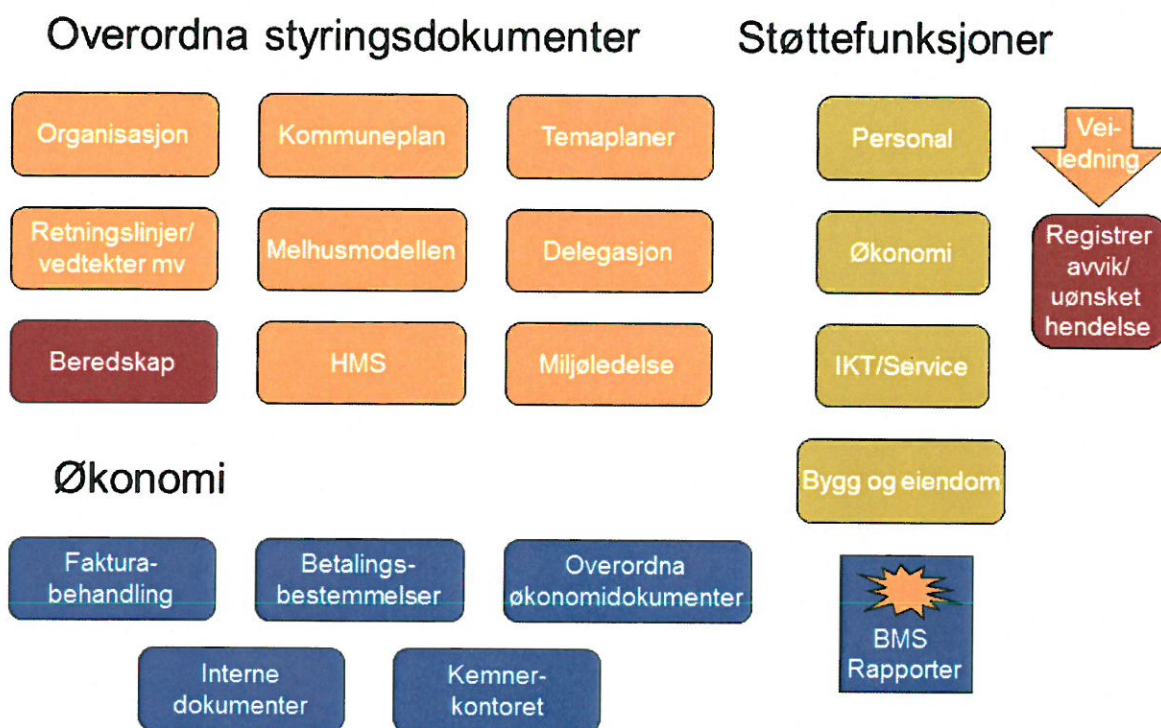 Overordna styringsdokumenter
Organisasjon
Kommuneplan
Temaplaner
Retningslinjer/
vedtekter mv
Melhusmodellen
Delegasjon
Beredskap
HMS
Miljøledelse
Støttefunksjoner
Personal
Økonomi
IKT/Service
Bygg og eiendom
Vei-
ledning
Registrer
avvik/
uønsket
hendelse
Økonomi
Faktura-
behandling
Betalings-
bestemmelser
Overordna
økonomidokumenter
Interne
dokumenter
Kemner-
kontoret
BMS
Rapporter